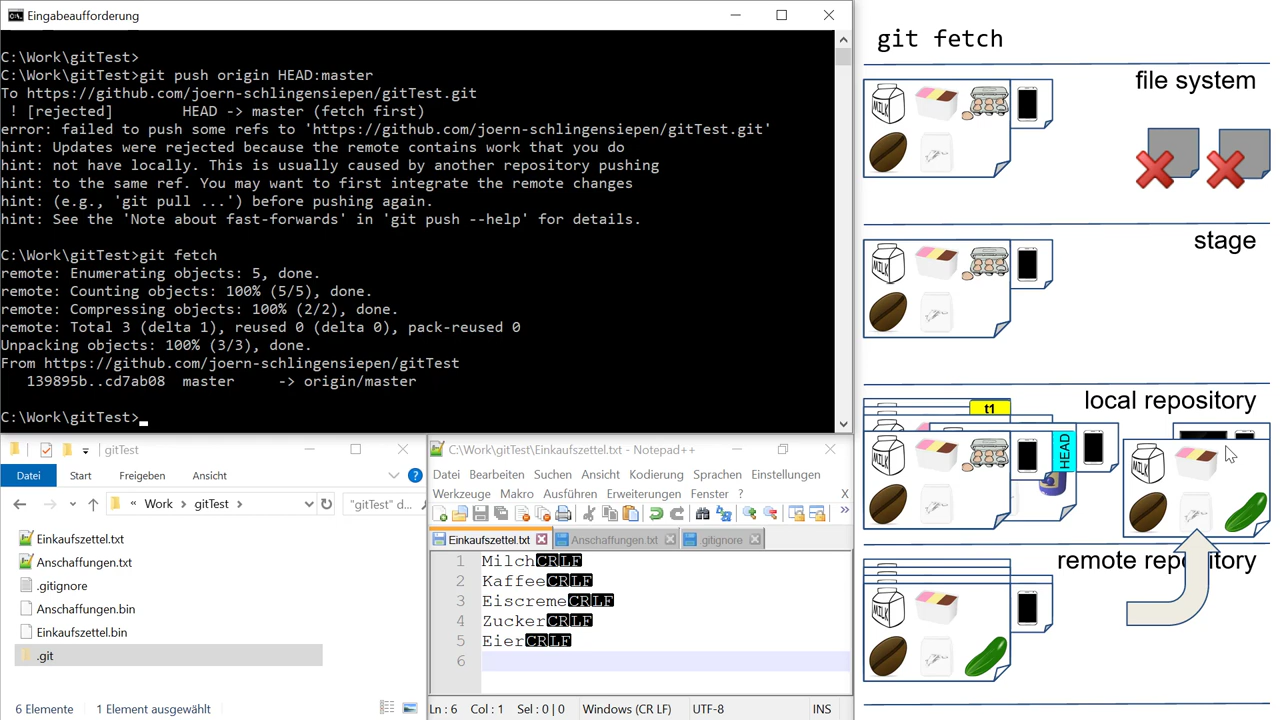 Eingabeaufforderung
C:\Work\gitTest>
C:\Work\gitTest>git push origin HEAD:master
To https://github.com/joern-schlingensiepen/gitTest.git
 ! [rejected]        HEAD -> master (fetch first)
error: failed to push some refs to 'https://github.com/joern-schlingensiepen/gitTest.git'
hint: Updates were rejected because the remote contains work that you do
hint: not have locally. This is usually caused by another repository pushing
hint: to the same ref. You may want to first integrate the remote changes
hint: (e.g., 'git pull ...') before pushing again.
hint: See the 'Note about fast-forwards' in 'git push --help' for details.
C:\Work\gitTest>git fetch
remote: Enumerating objects: 5, done.
remote: Counting objects: 100% (5/5), done.
remote: Compressing objects: 100% (2/2), done.
remote: Total 3 (delta 1), reused 0 (delta 0), pack-reused 0
Unpacking objects: 100% (3/3), done.
From https://github.com/joern-schlingensiepen/gitTest
   139895b..cd7ab08  master     -> origin/master
C:\Work\gitTest>
gitTest
Datei Start Freigeben Ansicht
« Work > gitTest > "gitTest" d...
Einkaufszettel.txt
Anschaffungen.txt
.gitignore
Anschaffungen.bin
Einkaufszettel.bin
.git
6 Elemente 1 Element ausgewählt
C:\Work\gitTest\Einkaufszettel.txt - Notepad++
Datei Bearbeiten Suchen Ansicht Kodierung Sprachen Einstellungen
Werkzeuge Makro Ausführen Erweiterungen Fenster ? X
Einkaufszettel.txt Anschaffungen.txt gitignore
1 MilchCRLF
2 KaffeeCRLF
3 EiscremeCRLF
4 ZuckerCRLF
5 EierCRLF
6
Ln : 6 Col : 1 Sel : 0 | 0 Windows (CR LF) UTF-8 INS
git fetch
file system
MILK
stage
MILK
local repository
t1
HEAD
MILK
MILK
remote repository
MILK